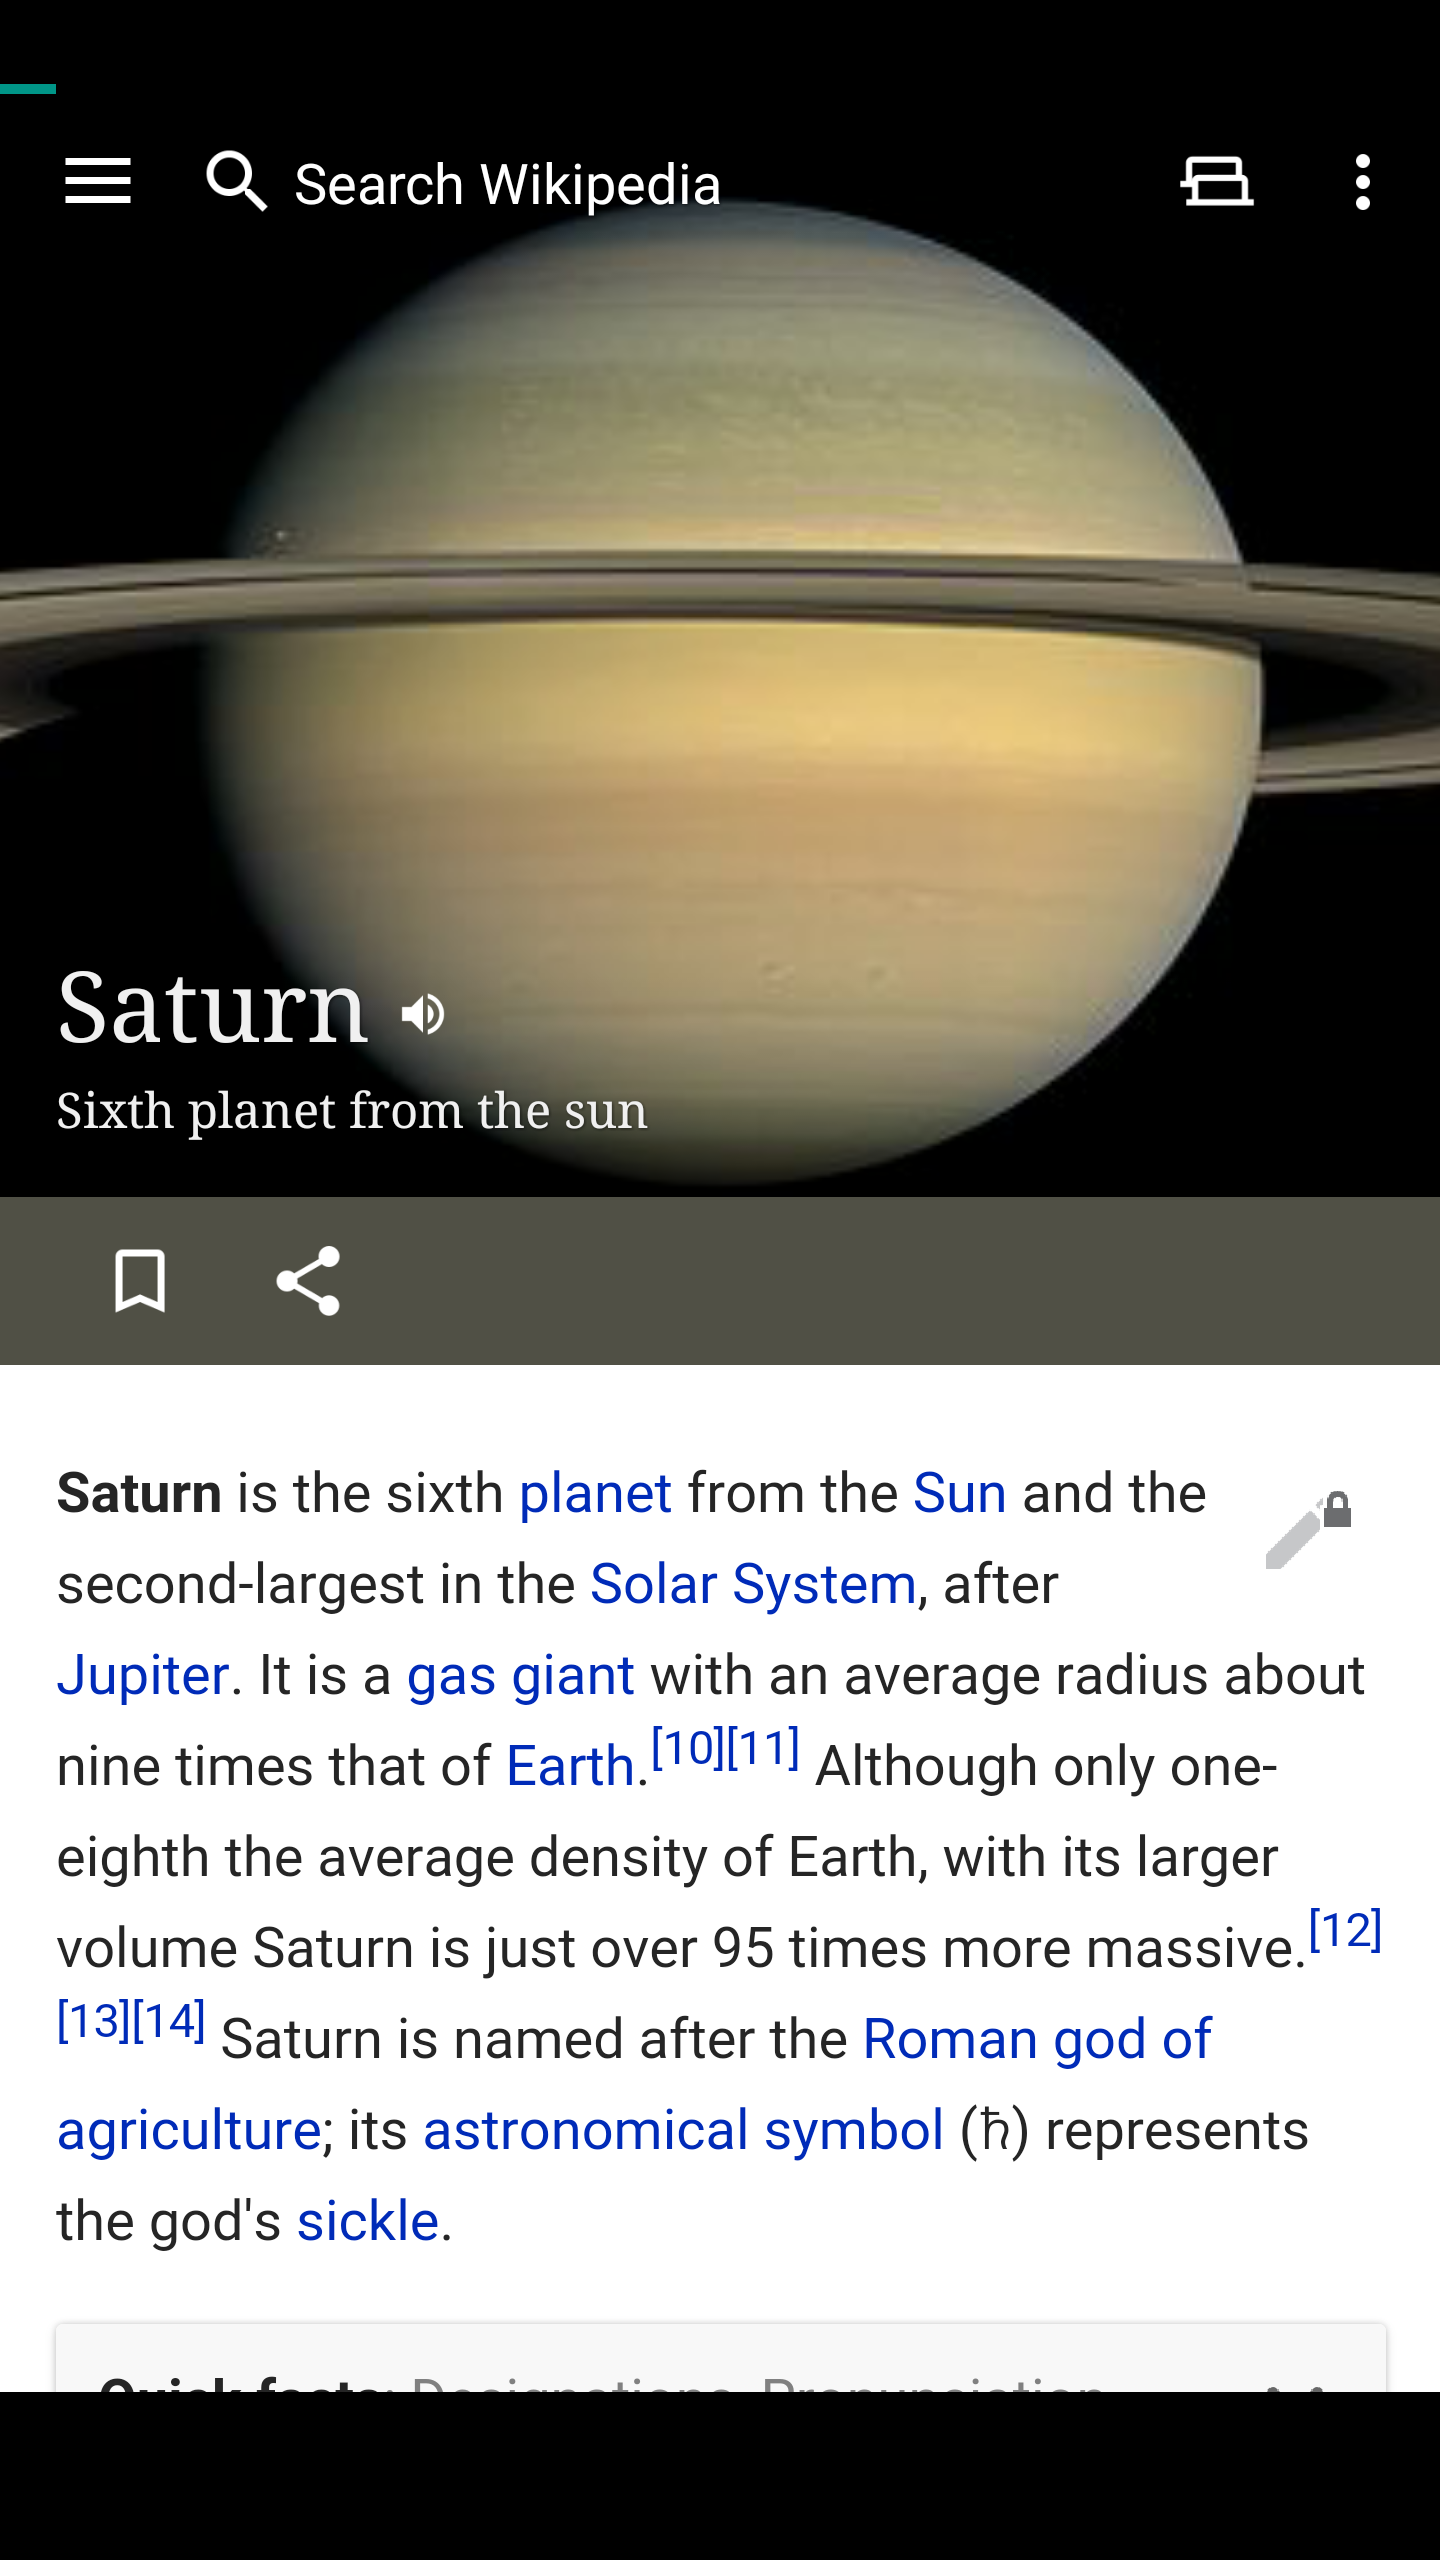 Search Wikipedia
Saturn
Sixth planet from the sun
Saturn is the sixth planet from the Sun and the
second-largest in the Solar System, after
Jupiter. It is a gas giant with an average radius about
nine times that of Earth.[10][11] Although only one-
eighth the average density of Earth, with its larger
volume Saturn is just over 95 times more massive.[12]
[13][14] Saturn is named after the Roman god of
agriculture; its astronomical symbol (♄) represents
the god's sickle.
Quick facts: Designations, Pronunciation